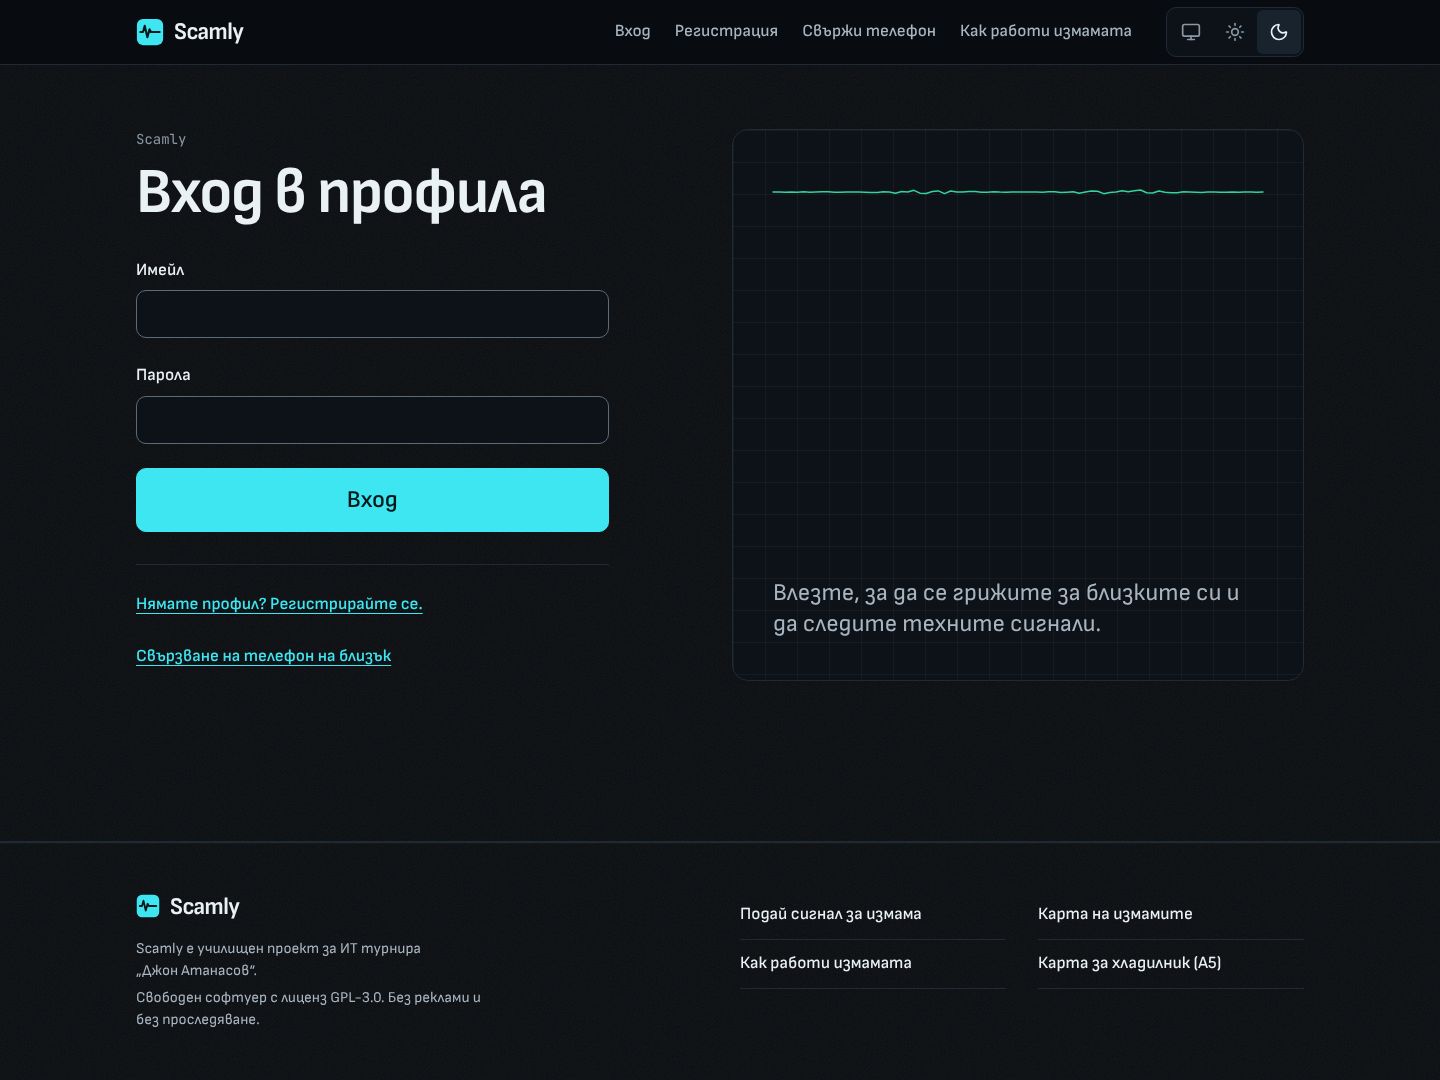 Scamly
Вход
Регистрация
Свържи телефон
Как работи измамата
Scamly
Вход в профила
Имейл
Парола
Вход
Нямате профил? Регистрирайте се.
Свързване на телефон на близък
Влезте, за да се грижите за близките си и
да следите техните сигнали.
Scamly
Scamly е училищен проект за ИТ турнира
„Джон Атанасов“.
Свободен софтуер с лиценз GPL-3.0. Без реклами и
без проследяване.
Подай сигнал за измама
Карта на измамите
Как работи измамата
Карта за хладилник (А5)